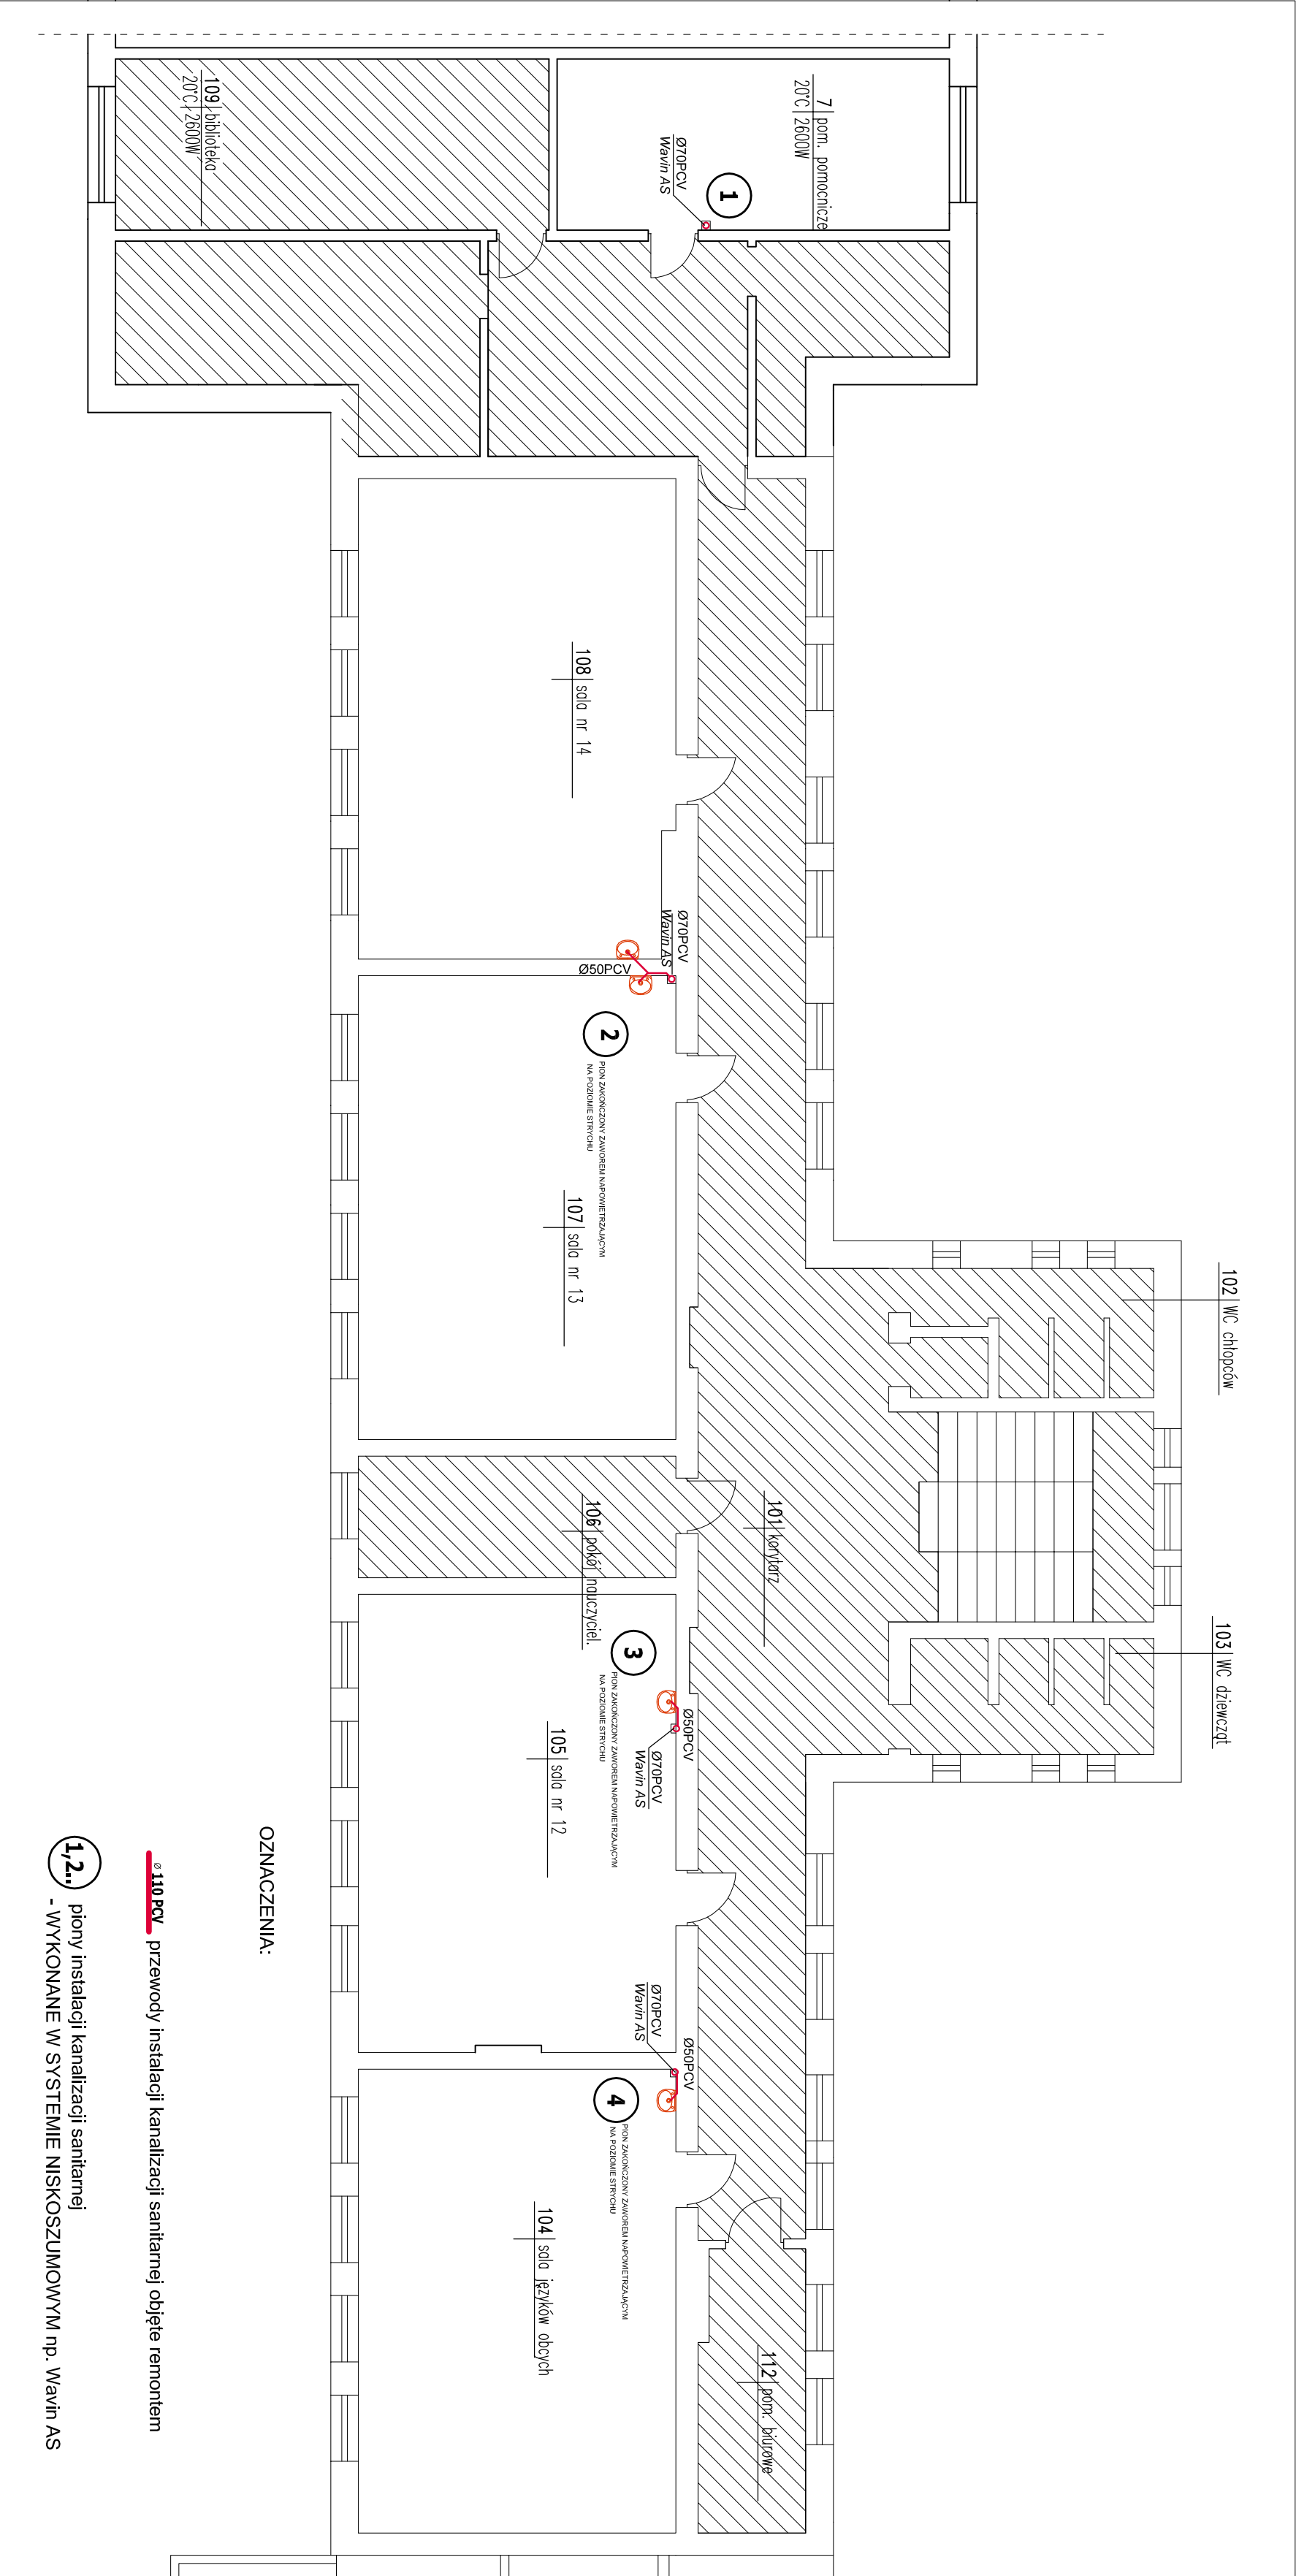 7 pom. pomocnicze
20°C 2600W
Ø70PCV
Wavin AS
1
109 biblioteka
20°C 2600W
108 sala nr 14
Ø70PCV
Wavin AS
Ø50PCV
2
PION ZAKOŃCZONY ZAWOREM NAPOWIETRZAJĄCYM
NA POZIOMIE STRYCHU
107 sala nr 13
102 WC chłopców
101 korytarz
106 pokój nauczyciel.
103 WC dziewcząt
3
PION ZAKOŃCZONY ZAWOREM NAPOWIETRZAJĄCYM
NA POZIOMIE STRYCHU
Ø50PCV
Ø70PCV
Wavin AS
105 sala nr 12
Ø70PCV
Wavin AS
Ø50PCV
4
PION ZAKOŃCZONY ZAWOREM NAPOWIETRZAJĄCYM
NA POZIOMIE STRYCHU
104 sala języków obcych
112 pom. biurowe
OZNACZENIA:
ø 110 PCV przewody instalacji kanalizacji sanitarnej objęte remontem
1,2.. piony instalacji kanalizacji sanitarnej
- WYKONANE W SYSTEMIE NISKOSZUMOWYM np. Wavin AS